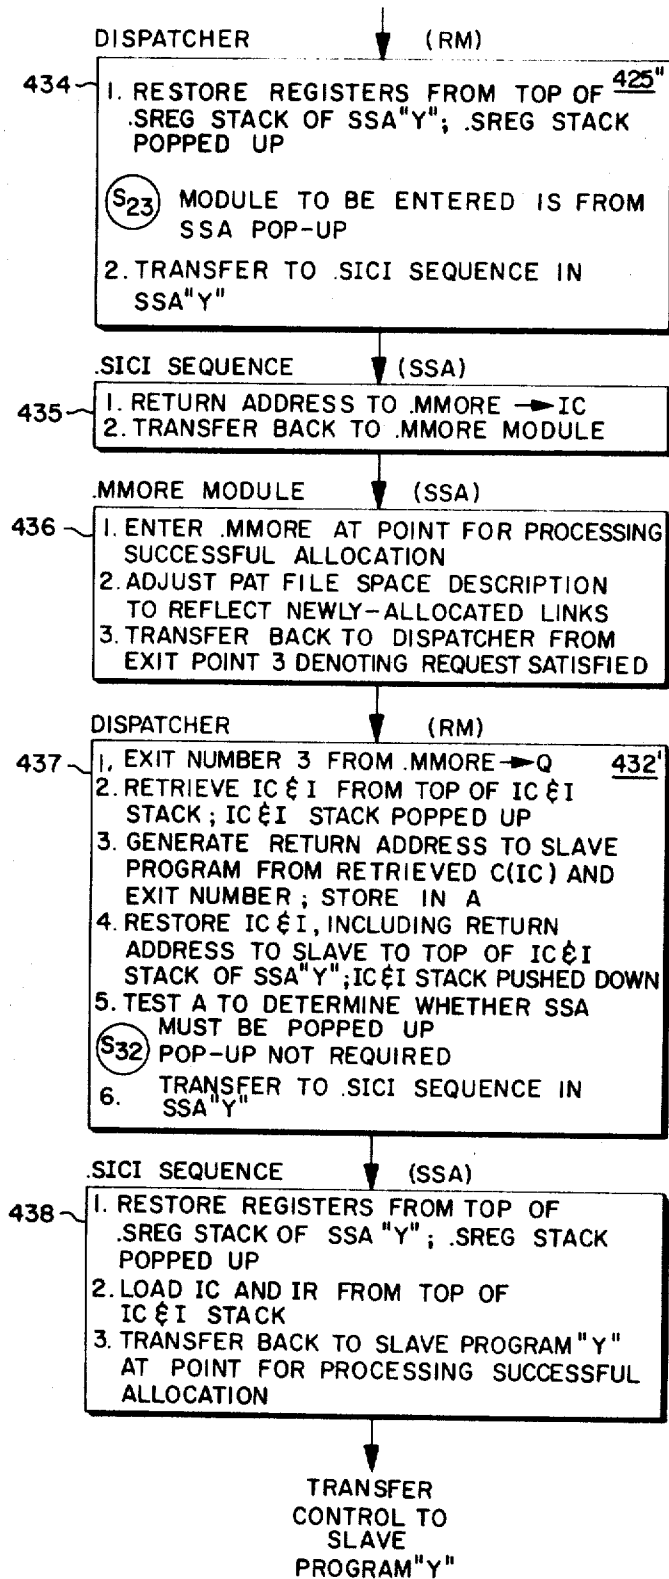 DISPATCHER (RM)
434
425"
1. RESTORE REGISTERS FROM TOP OF
.SREG STACK OF SSA"Y"; .SREG STACK
POPPED UP
S23 MODULE TO BE ENTERED IS FROM
SSA POP-UP
2. TRANSFER TO .SICI SEQUENCE IN
SSA"Y"
.SICI SEQUENCE (SSA)
435
1. RETURN ADDRESS TO .MMORE → IC
2. TRANSFER BACK TO .MMORE MODULE
.MMORE MODULE (SSA)
436
1. ENTER .MMORE AT POINT FOR PROCESSING
SUCCESSFUL ALLOCATION
2. ADJUST PAT FILE SPACE DESCRIPTION
TO REFLECT NEWLY-ALLOCATED LINKS
3. TRANSFER BACK TO DISPATCHER FROM
EXIT POINT 3 DENOTING REQUEST SATISFIED
DISPATCHER (RM)
437
1. EXIT NUMBER 3 FROM .MMORE → Q 432'
2. RETRIEVE IC & I FROM TOP OF IC & I
STACK; IC & I STACK POPPED UP
3. GENERATE RETURN ADDRESS TO SLAVE
PROGRAM FROM RETRIEVED C(IC) AND
EXIT NUMBER; STORE IN A
4. RESTORE IC & I, INCLUDING RETURN
ADDRESS TO SLAVE TO TOP OF IC & I
STACK OF SSA"Y"; IC & I STACK PUSHED DOWN
5. TEST A TO DETERMINE WHETHER SSA
MUST BE POPPED UP
S32 POP-UP NOT REQUIRED
6. TRANSFER TO .SICI SEQUENCE IN
SSA"Y"
.SICI SEQUENCE (SSA)
438
1. RESTORE REGISTERS FROM TOP OF
.SREG STACK OF SSA"Y"; .SREG STACK
POPPED UP
2. LOAD IC AND IR FROM TOP OF
IC & I STACK
3. TRANSFER BACK TO SLAVE PROGRAM "Y"
AT POINT FOR PROCESSING SUCCESSFUL
ALLOCATION
TRANSFER
CONTROL TO
SLAVE
PROGRAM"Y"